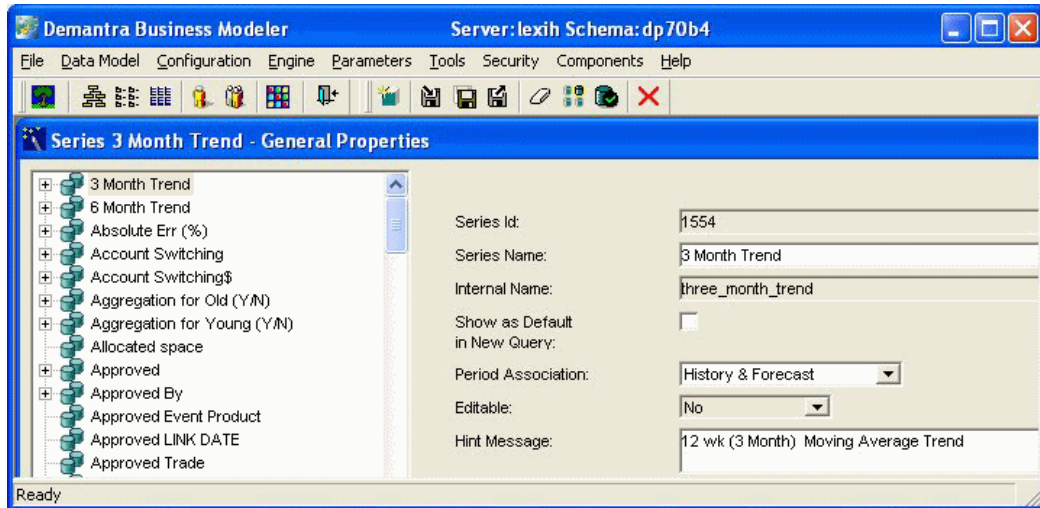 Demantra Business Modeler Server:lexih Schema:dp70b4
File Data Model Configuration Engine Parameters Tools Security Components Help
Series 3 Month Trend - General Properties
3 Month Trend
6 Month Trend
Absolute Err (%)
Account Switching
Account Switching$
Aggregation for Old (Y/N)
Aggregation for Young (Y/N)
Allocated space
Approved
Approved By
Approved Event Product
Approved LINK DATE
Approved Trade
Series Id: 1554
Series Name: 3 Month Trend
Internal Name: three_month_trend
Show as Default
in New Query:
Period Association: History & Forecast
Editable: No
Hint Message: 12 wk (3 Month) Moving Average Trend
Ready